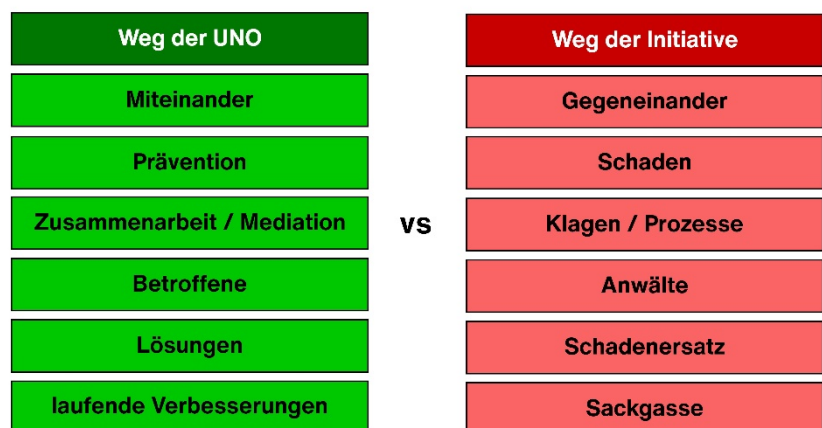 Weg der UNO
Miteinander
Prävention
Zusammenarbeit / Mediation
Betroffene
Lösungen
laufende Verbesserungen
vs
Weg der Initiative
Gegeneinander
Schaden
Klagen / Prozesse
Anwälte
Schadenersatz
Sackgasse